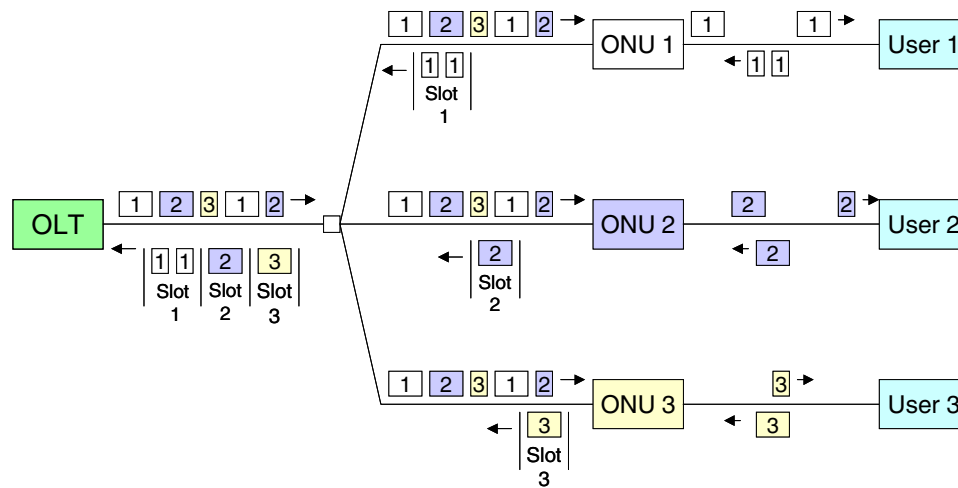 1 2 3 1 2
ONU 1
1 1
User 1
1 1
Slot
1
1 1
OLT
1 2 3 1 2
1 2 3 1 2
ONU 2
2 2
User 2
1 1 2 3
Slot Slot Slot
1 2 3
2
Slot
2
2
1 2 3 1 2
ONU 3
3
User 3
3
Slot
3
3